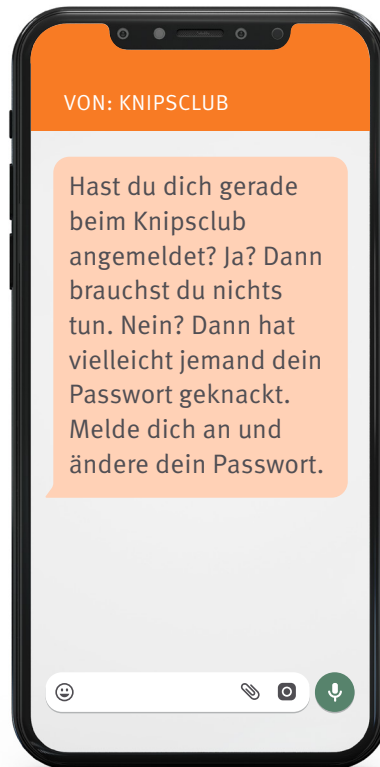 VON: KNIPSCLUB
Hast du dich gerade
beim Knipsclub
angemeldet? Ja? Dann
brauchst du nichts
tun. Nein? Dann hat
vielleicht jemand dein
Passwort geknackt.
Melde dich an und
ändere dein Passwort.